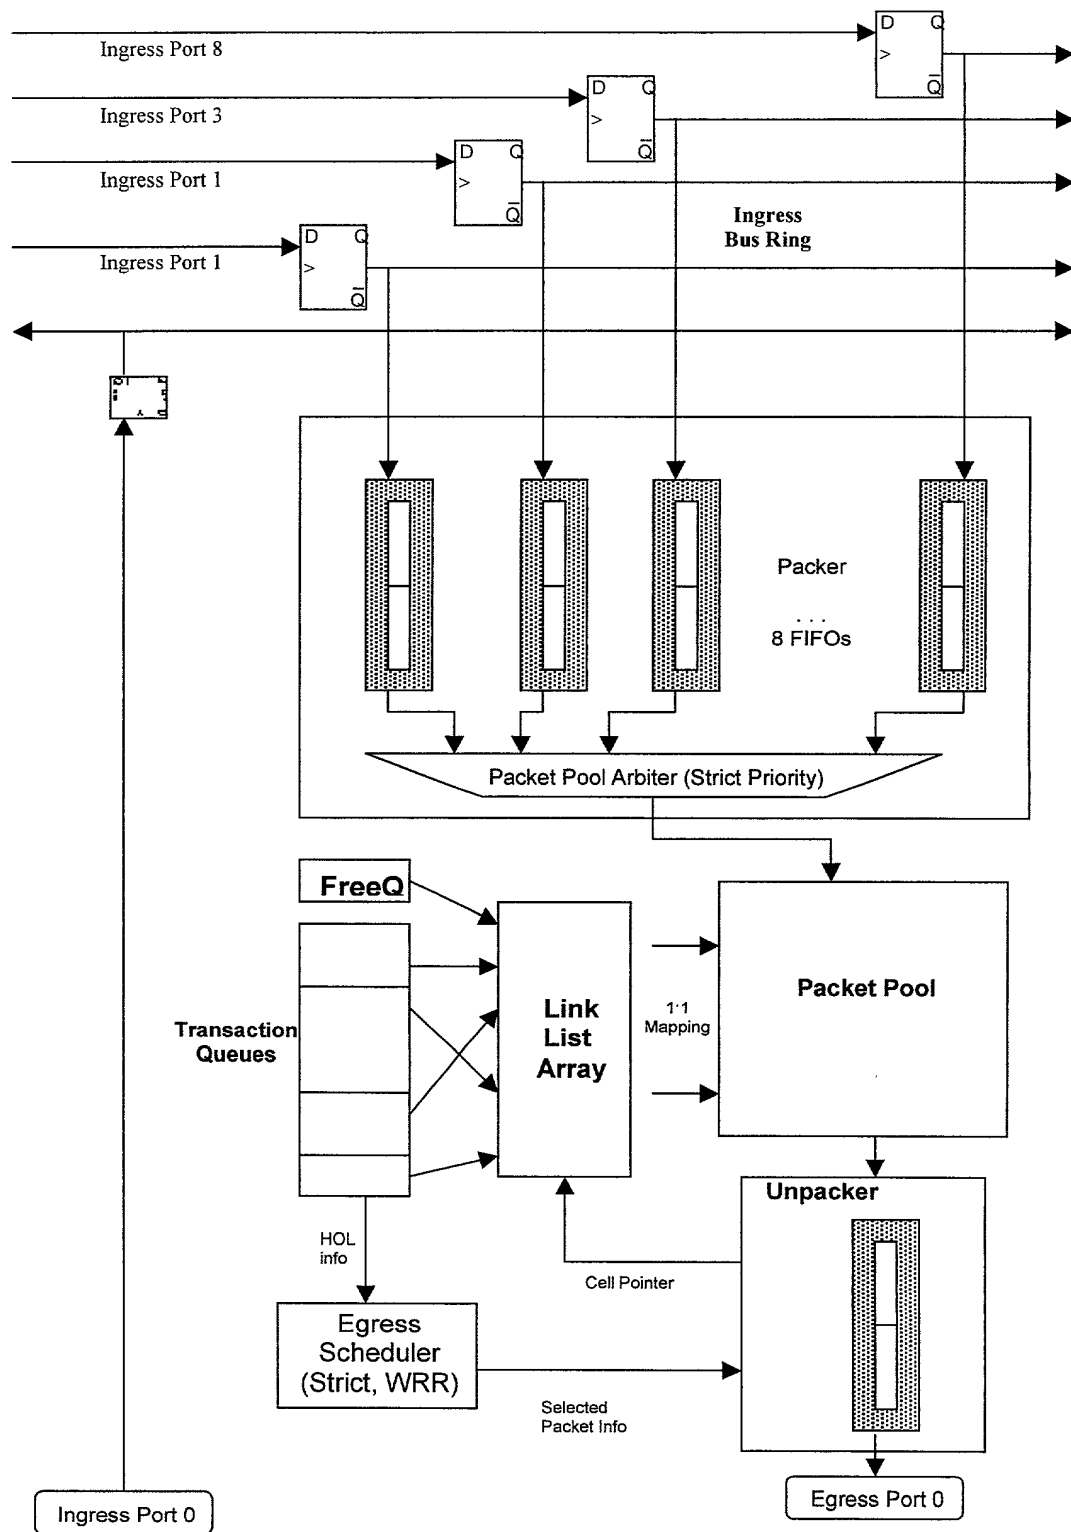 D Q
Ingress Port 8
>
Q
D Q
Ingress Port 3
>
Q
D Q
Ingress Port 1
>
Q
Ingress
Bus Ring
D Q
Ingress Port 1
>
Q
Packer
. . .
8 FIFOs
Packet Pool Arbiter (Strict Priority)
FreeQ
Link
List
Array
Packet Pool
1:1
Mapping
Transaction
Queues
Unpacker
HOL
info
Cell Pointer
Egress
Scheduler
(Strict, WRR)
Selected
Packet Info
Ingress Port 0
Egress Port 0